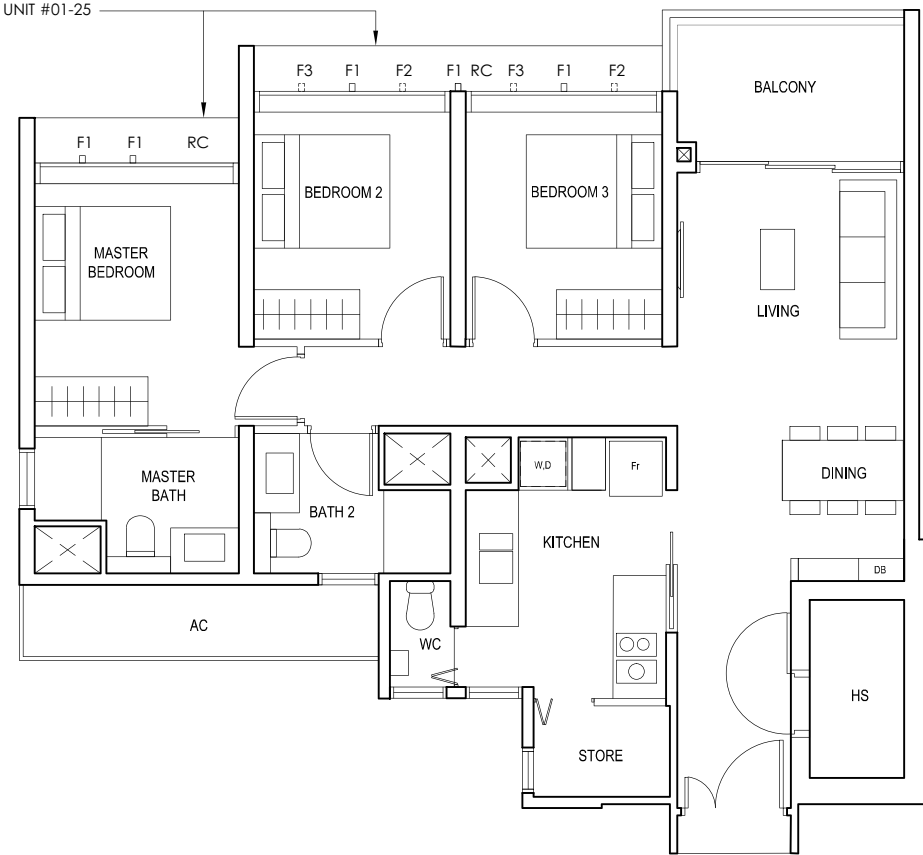 UNIT #01-25
F3 F1 F2 F1 RC F3 F1 F2
BALCONY
F1 F1 RC
BEDROOM 2
BEDROOM 3
MASTER
BEDROOM
LIVING
W,D
Fr
DINING
MASTER
BATH
BATH 2
KITCHEN
DB
AC
WC
HS
STORE